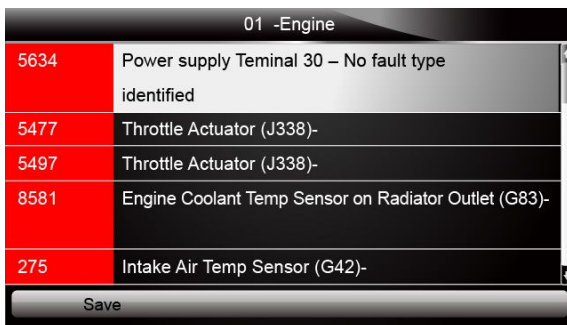 01 -Engine
5634 Power supply Teminal 30 – No fault type
identified
5477 Throttle Actuator (J338)-
5497 Throttle Actuator (J338)-
8581 Engine Coolant Temp Sensor on Radiator Outlet (G83)-
275 Intake Air Temp Sensor (G42)-
Save